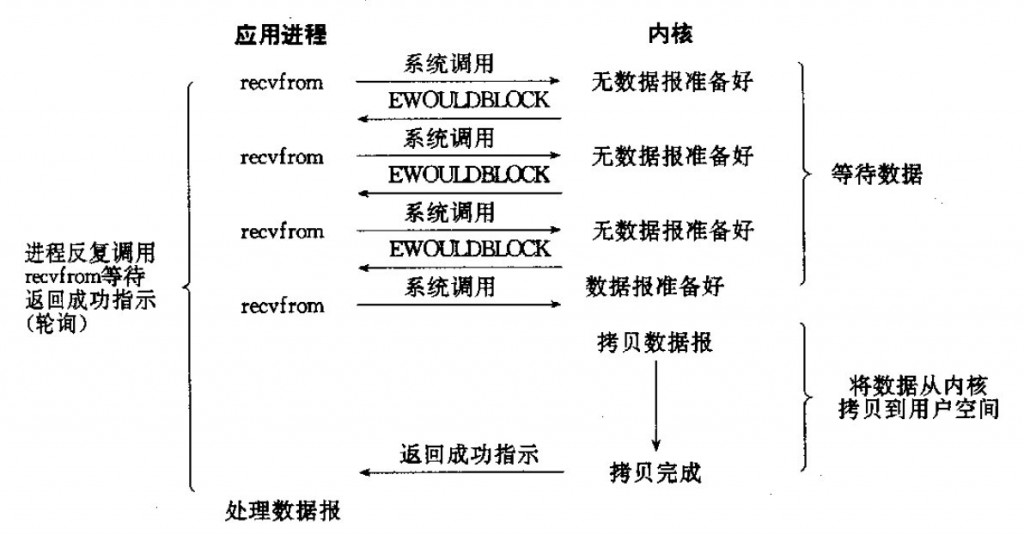 应用进程
内核
recvfrom
系统调用
无数据报准备好
EWOULDBLOCK
recvfrom
系统调用
无数据报准备好
EWOULDBLOCK
等待数据
recvfrom
系统调用
无数据报准备好
EWOULDBLOCK
进程反复调用
recvfrom等待
返回成功指示
(轮询)
recvfrom
系统调用
数据报准备好
拷贝数据报
将数据从内核
拷贝到用户空间
返回成功指示
拷贝完成
处理数据报